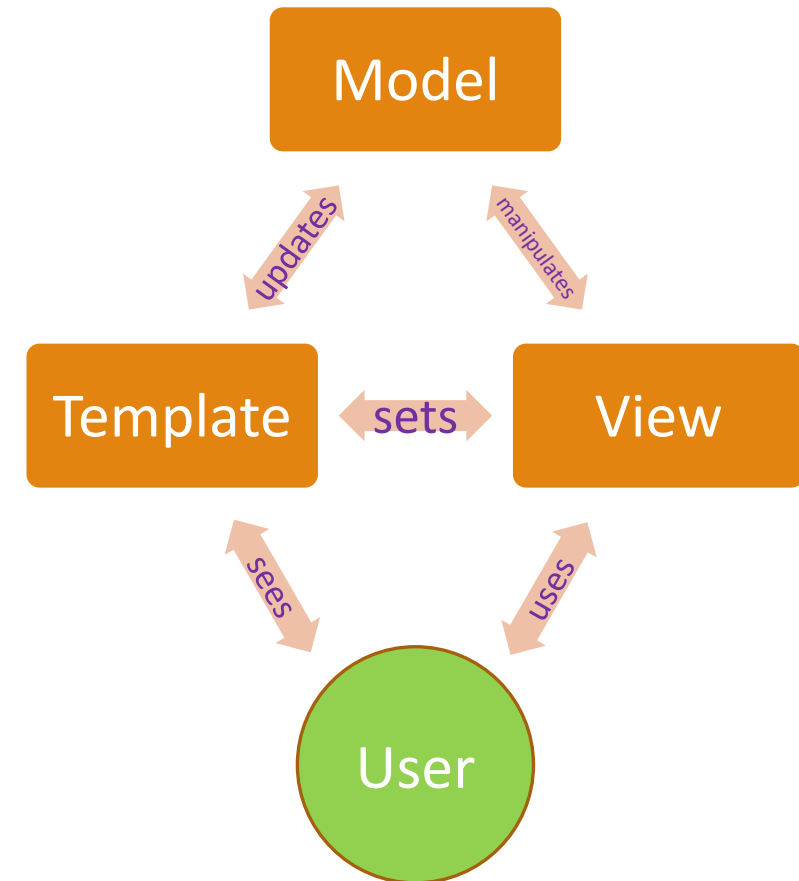 Model
updates
manipulates
Template
sets
View
sees
uses
User